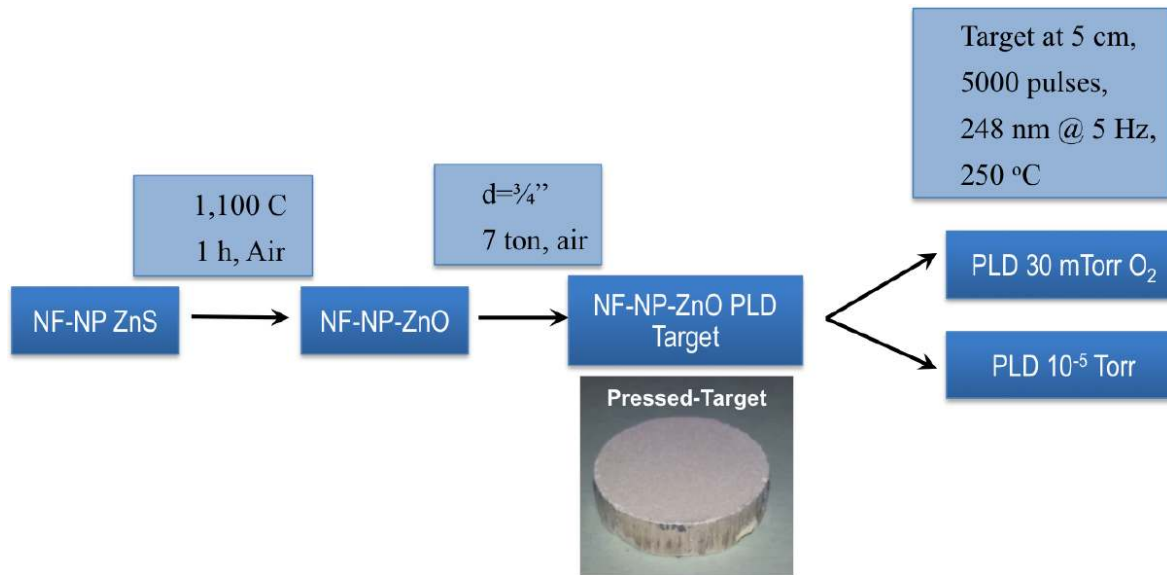 Target at 5 cm,
5000 pulses,
248 nm @ 5 Hz,
250 °C
1,100 C
1 h, Air
d=¾”
7 ton, air
NF-NP ZnS
NF-NP-ZnO
NF-NP-ZnO PLD
Target
PLD 30 mTorr O₂
PLD 10⁻⁵ Torr
Pressed-Target